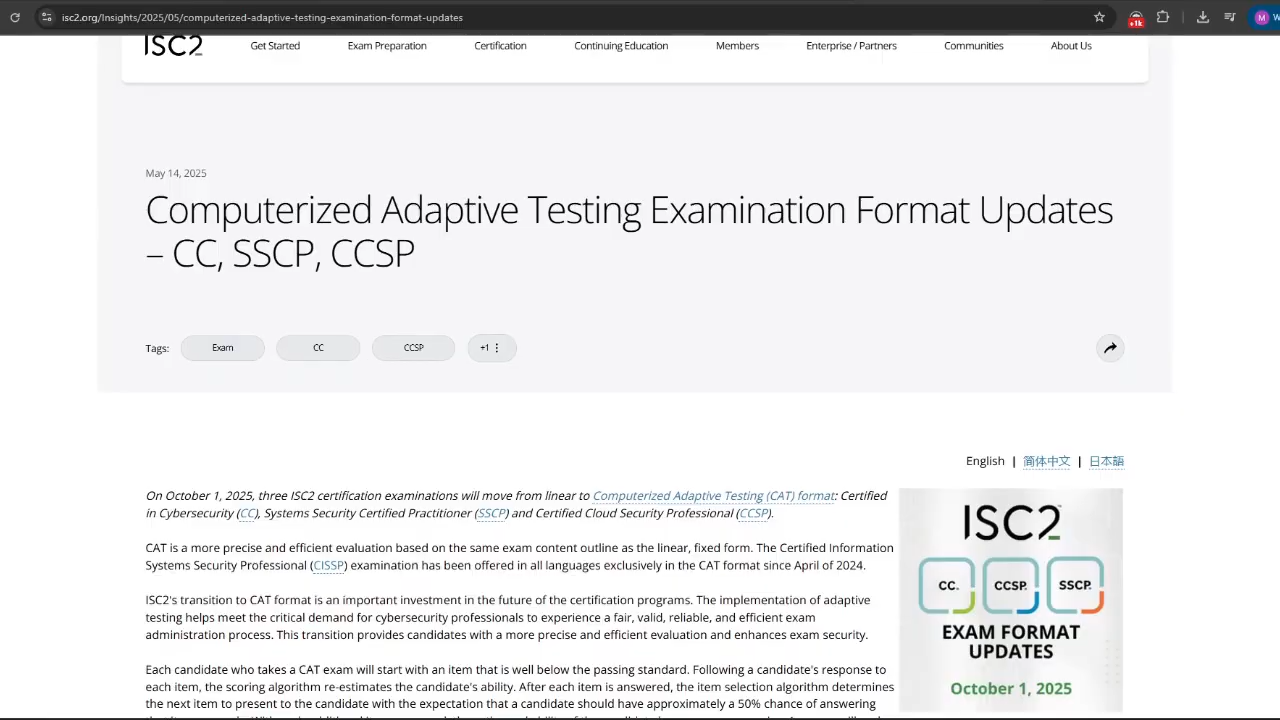 isc2.org/Insights/2025/05/computerized-adaptive-testing-examination-format-updates
+1k
M
ISC2
Get Started
Exam Preparation
Certification
Continuing Education
Members
Enterprise / Partners
Communities
About Us
May 14, 2025
Computerized Adaptive Testing Examination Format Updates
– CC, SSCP, CCSP
Tags:
Exam
CC
CCSP
+1
English | 简体中文 | 日本語
On October 1, 2025, three ISC2 certification examinations will move from linear to Computerized Adaptive Testing (CAT) format: Certified
in Cybersecurity (CC), Systems Security Certified Practitioner (SSCP) and Certified Cloud Security Professional (CCSP).
CAT is a more precise and efficient evaluation based on the same exam content outline as the linear, fixed form. The Certified Information
Systems Security Professional (CISSP) examination has been offered in all languages exclusively in the CAT format since April of 2024.
ISC2's transition to CAT format is an important investment in the future of the certification programs. The implementation of adaptive
testing helps meet the critical demand for cybersecurity professionals to experience a fair, valid, reliable, and efficient exam
administration process. This transition provides candidates with a more precise and efficient evaluation and enhances exam security.
Each candidate who takes a CAT exam will start with an item that is well below the passing standard. Following a candidate's response to
each item, the scoring algorithm re-estimates the candidate's ability. After each item is answered, the item selection algorithm determines
the next item to present to the candidate with the expectation that a candidate should have approximately a 50% chance of answering
ISC2
CC.
CCSP.
SSCP.
EXAM FORMAT
UPDATES
October 1, 2025